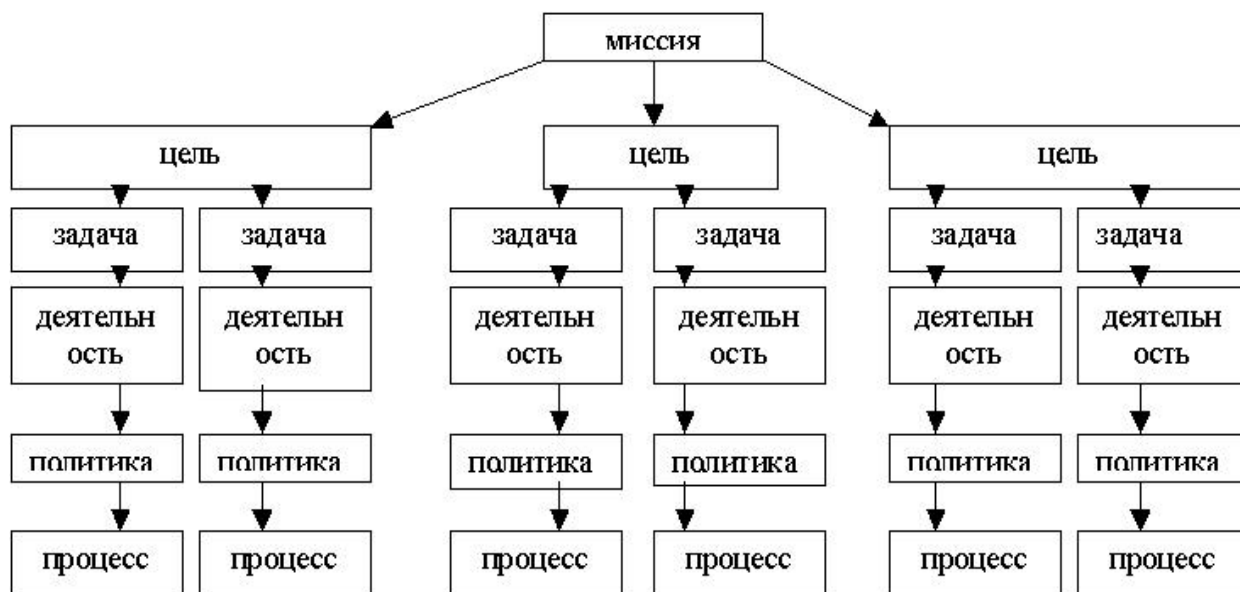 миссия
цель цель цель
задача задача задача задача задача задача
деятельн деятельн деятельн деятельн деятельн деятельн
ость ость ость ость ость ость
политика политика политика политика политика политика
процесс процесс процесс процесс процесс процесс